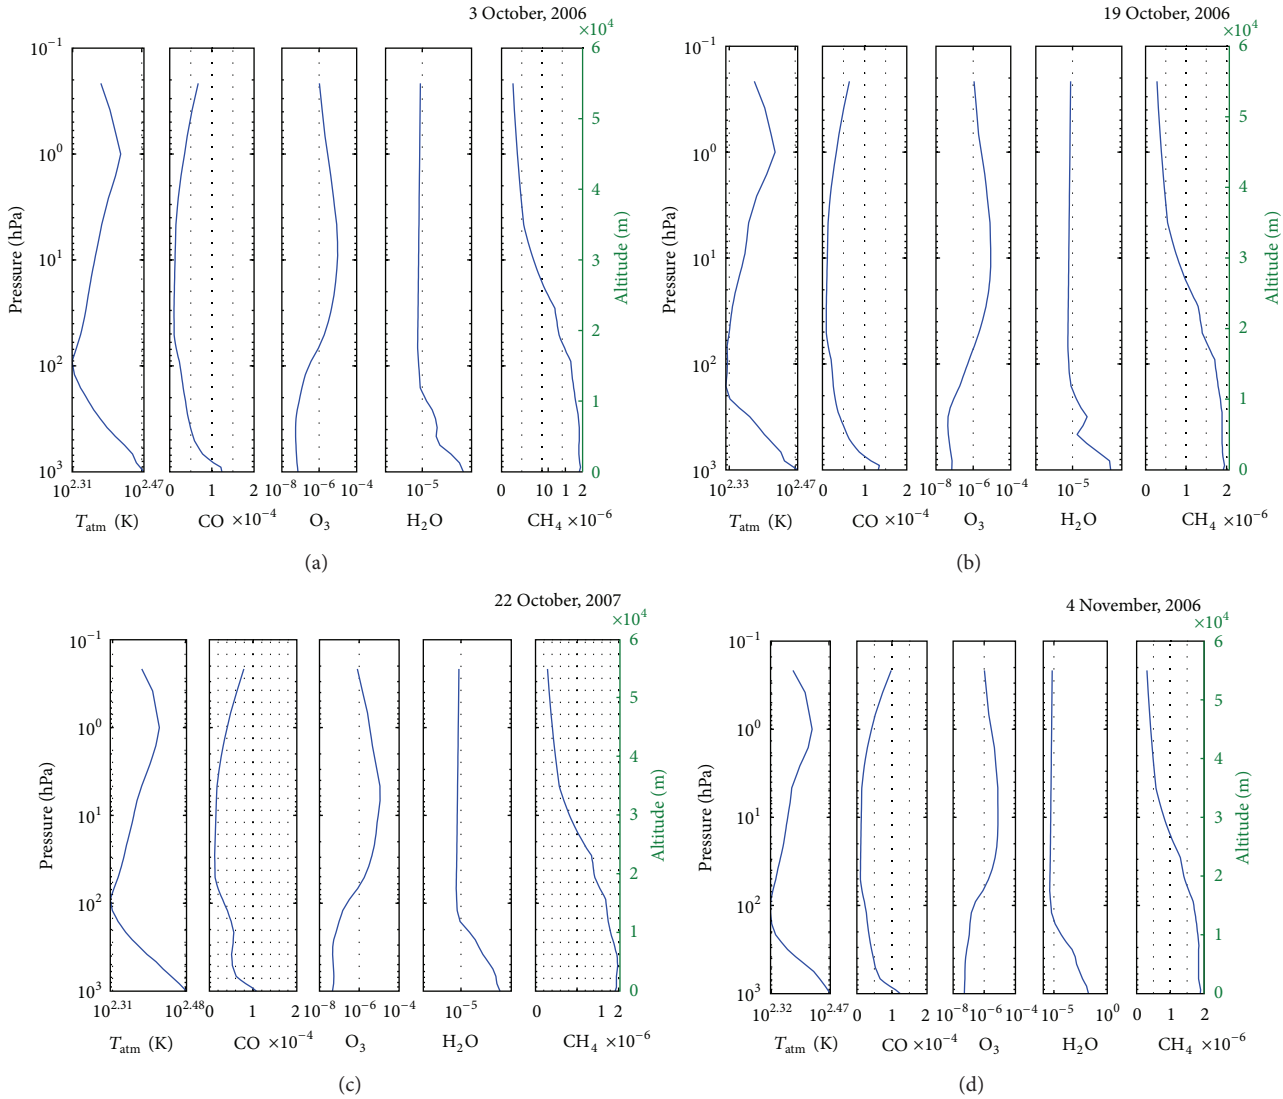 3 October, 2006
×10^4
Pressure (hPa)
10^-1
10^0
10^1
10^2
10^3
10^2.31 10^2.47
T_atm (K)
0 1 2
CO ×10^-4
10^-8 10^-6 10^-4
O_3
10^-5
H_2O
0 10 1 1 2
CH_4 ×10^-6
6
5
4
3
2
1
0
Altitude (m)
(a)
19 October, 2006
×10^4
Pressure (hPa)
10^-1
10^0
10^1
10^2
10^3
10^2.33 10^2.47
T_atm (K)
0 1 2
CO ×10^-4
10^-8 10^-6 10^-4
O_3
10^-5
H_2O
0 1 2
CH_4 ×10^-6
6
5
4
3
2
1
0
Altitude (m)
(b)
22 October, 2007
×10^4
Pressure (hPa)
10^-1
10^0
10^1
10^2
10^3
10^2.31 10^2.48
T_atm (K)
0 1 2
CO ×10^-4
10^-8 10^-6 10^-4
O_3
10^-5
H_2O
0 1 2
CH_4 ×10^-6
6
5
4
3
2
1
0
Altitude (m)
(c)
4 November, 2006
×10^4
Pressure (hPa)
10^-1
10^0
10^1
10^2
10^3
10^2.32 10^2.47
T_atm (K)
0 1 2
CO ×10^-4
10^-8 10^-6 10^-4
O_3
10^-5 10^0
H_2O
0 1 2
CH_4 ×10^-6
6
5
4
3
2
1
0
Altitude (m)
(d)